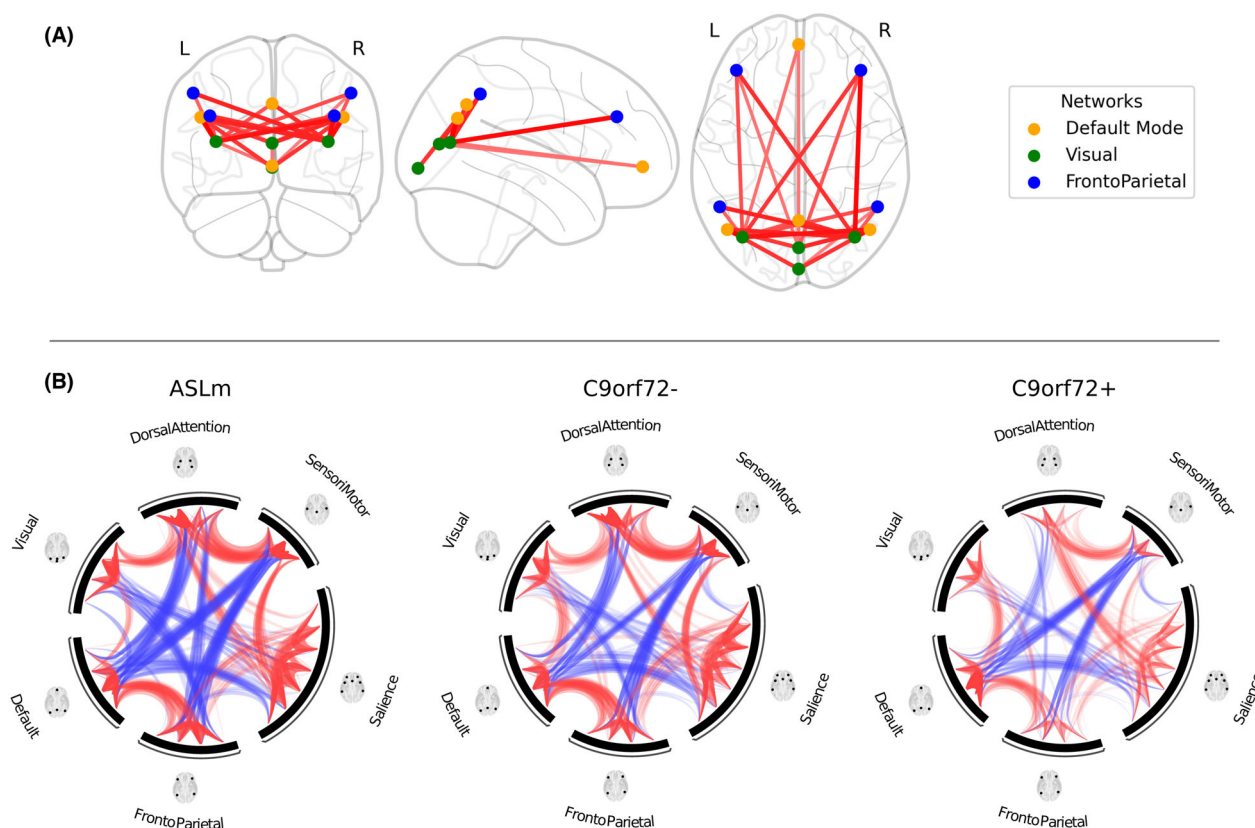 (A)
L
R
L
R
Networks
Default Mode
Visual
FrontoParietal
(B)
ASLm
C9orf72-
C9orf72+
DorsalAttention
SensoriMotor
Visual
Default
Salience
FrontoParietal
DorsalAttention
SensoriMotor
Visual
Default
Salience
FrontoParietal
DorsalAttention
SensoriMotor
Visual
Default
Salience
FrontoParietal